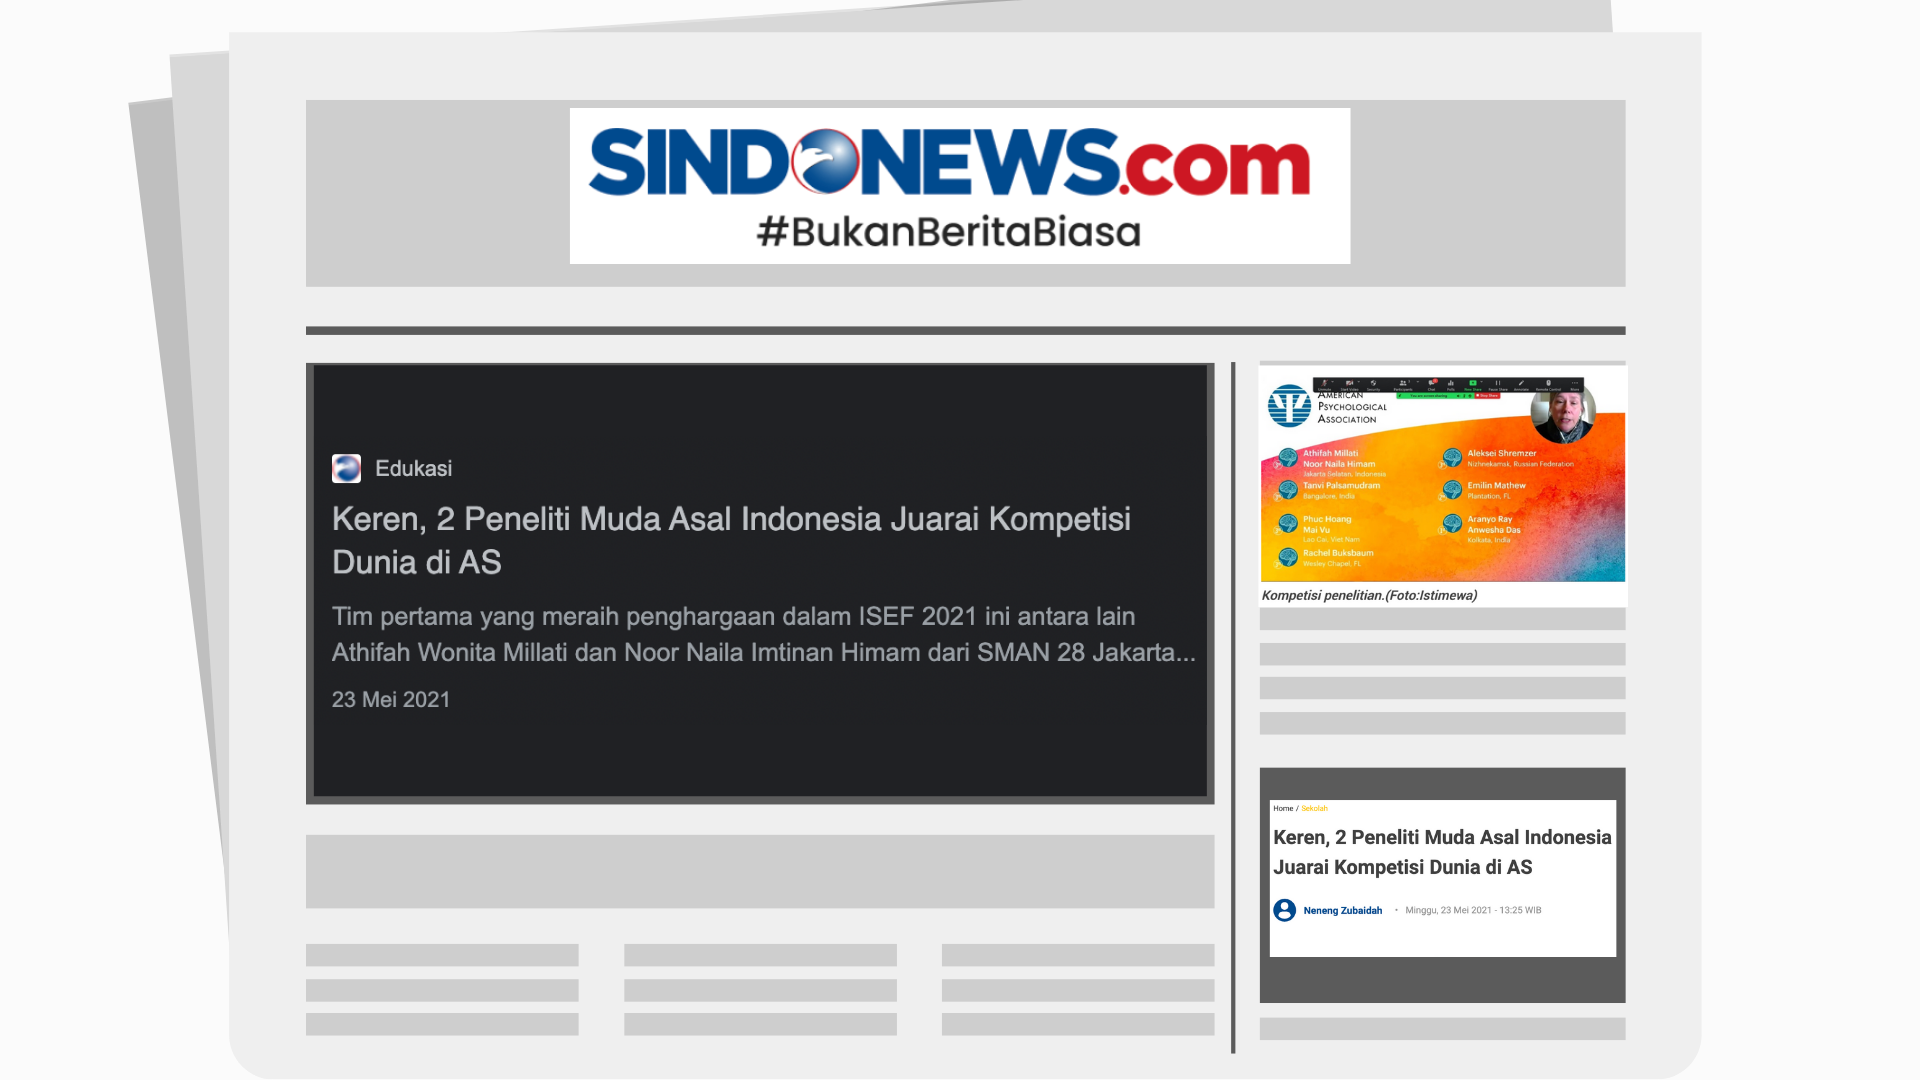 SINDONEWS.com
#BukanBeritaBiasa
Edukasi
Keren, 2 Peneliti Muda Asal Indonesia Juarai Kompetisi
Dunia di AS
Tim pertama yang meraih penghargaan dalam ISEF 2021 ini antara lain
Athifah Wonita Millati dan Noor Naila Imtinan Himam dari SMAN 28 Jakarta...
23 Mei 2021
AMERICAN
PSYCHOLOGICAL
ASSOCIATION
Athifah Millati
Noor Naila Himam
Jakarta Selatan, Indonesia
Tanvi Palsamudram
Bangalore, India
Phuc Hoang
Mai Vu
Lao Cai, Viet Nam
Rachel Buksbaum
Wesley Chapel, FL
Aleksei Shremzer
Nizhnekamsk, Russian Federation
Emilin Mathew
Plantation, FL
Aranyo Ray
Anwesha Das
Kolkata, India
Kompetisi penelitian.(Foto:Istimewa)
Home / Sekolah
Keren, 2 Peneliti Muda Asal Indonesia
Juarai Kompetisi Dunia di AS
Neneng Zubaidah • Minggu, 23 Mei 2021 - 13:25 WIB